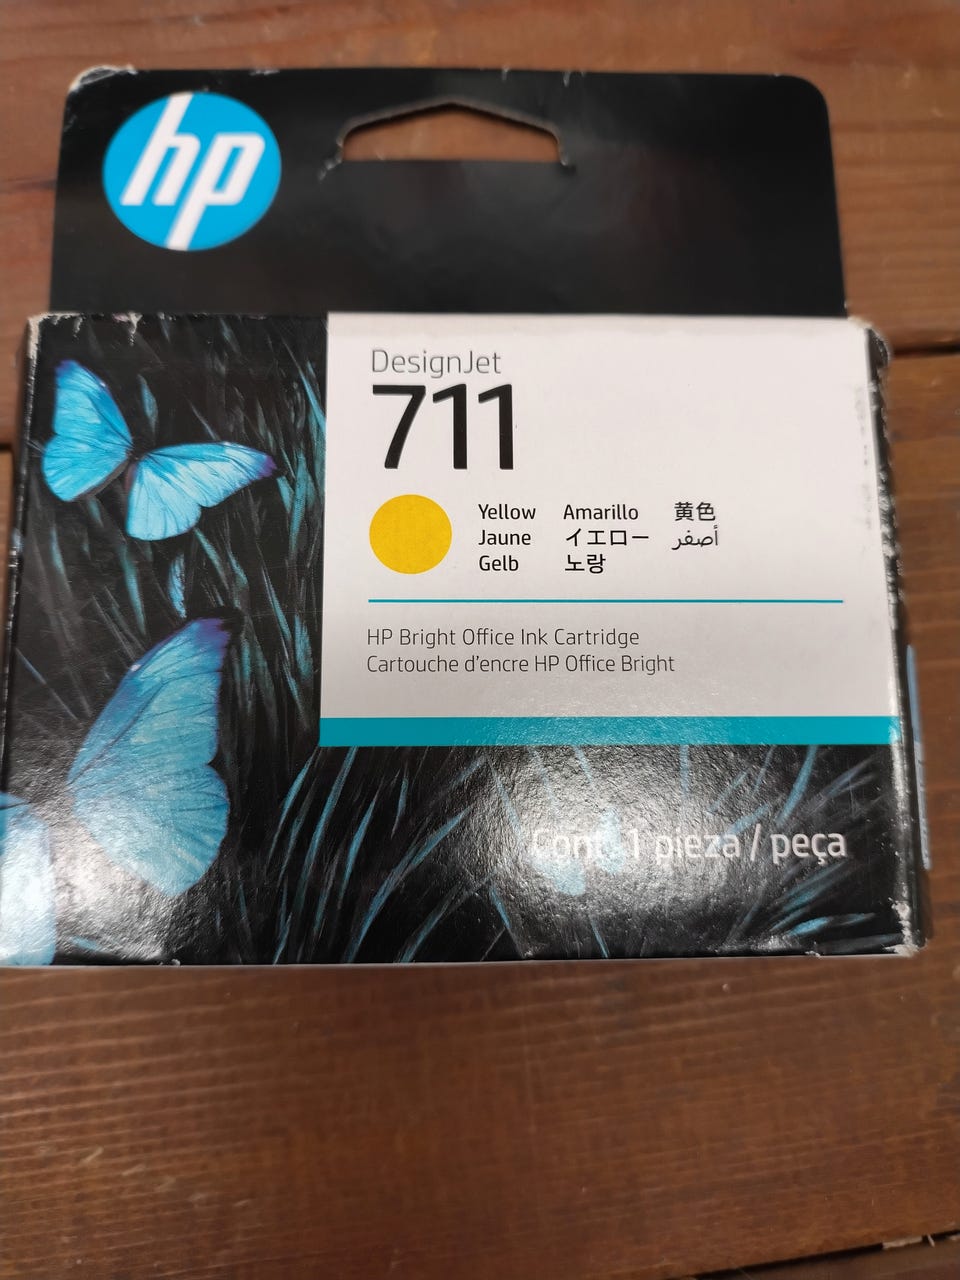 hp
DesignJet
711
Yellow Amarillo 黄色
Jaune イエロー أصفر
Gelb 노랑
HP Bright Office Ink Cartridge
Cartouche d'encre HP Office Bright
Cont. 1 pieza / peça